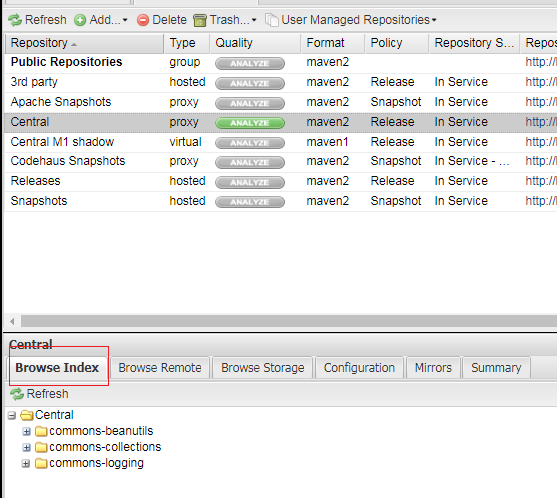 Refresh Add... Delete Trash... User Managed Repositories
Repository Type Quality Format Policy Repository S... Repos
Public Repositories group ANALYZE maven2 http://l
3rd party hosted ANALYZE maven2 Release In Service http://l
Apache Snapshots proxy ANALYZE maven2 Snapshot In Service http://l
Central proxy ANALYZE maven2 Release In Service http://l
Central M1 shadow virtual ANALYZE maven1 Release In Service http://l
Codehaus Snapshots proxy ANALYZE maven2 Snapshot In Service - ... http://l
Releases hosted ANALYZE maven2 Release In Service http://l
Snapshots hosted ANALYZE maven2 Snapshot In Service http://l
Central
Browse Index Browse Remote Browse Storage Configuration Mirrors Summary
Refresh
Central
commons-beanutils
commons-collections
commons-logging